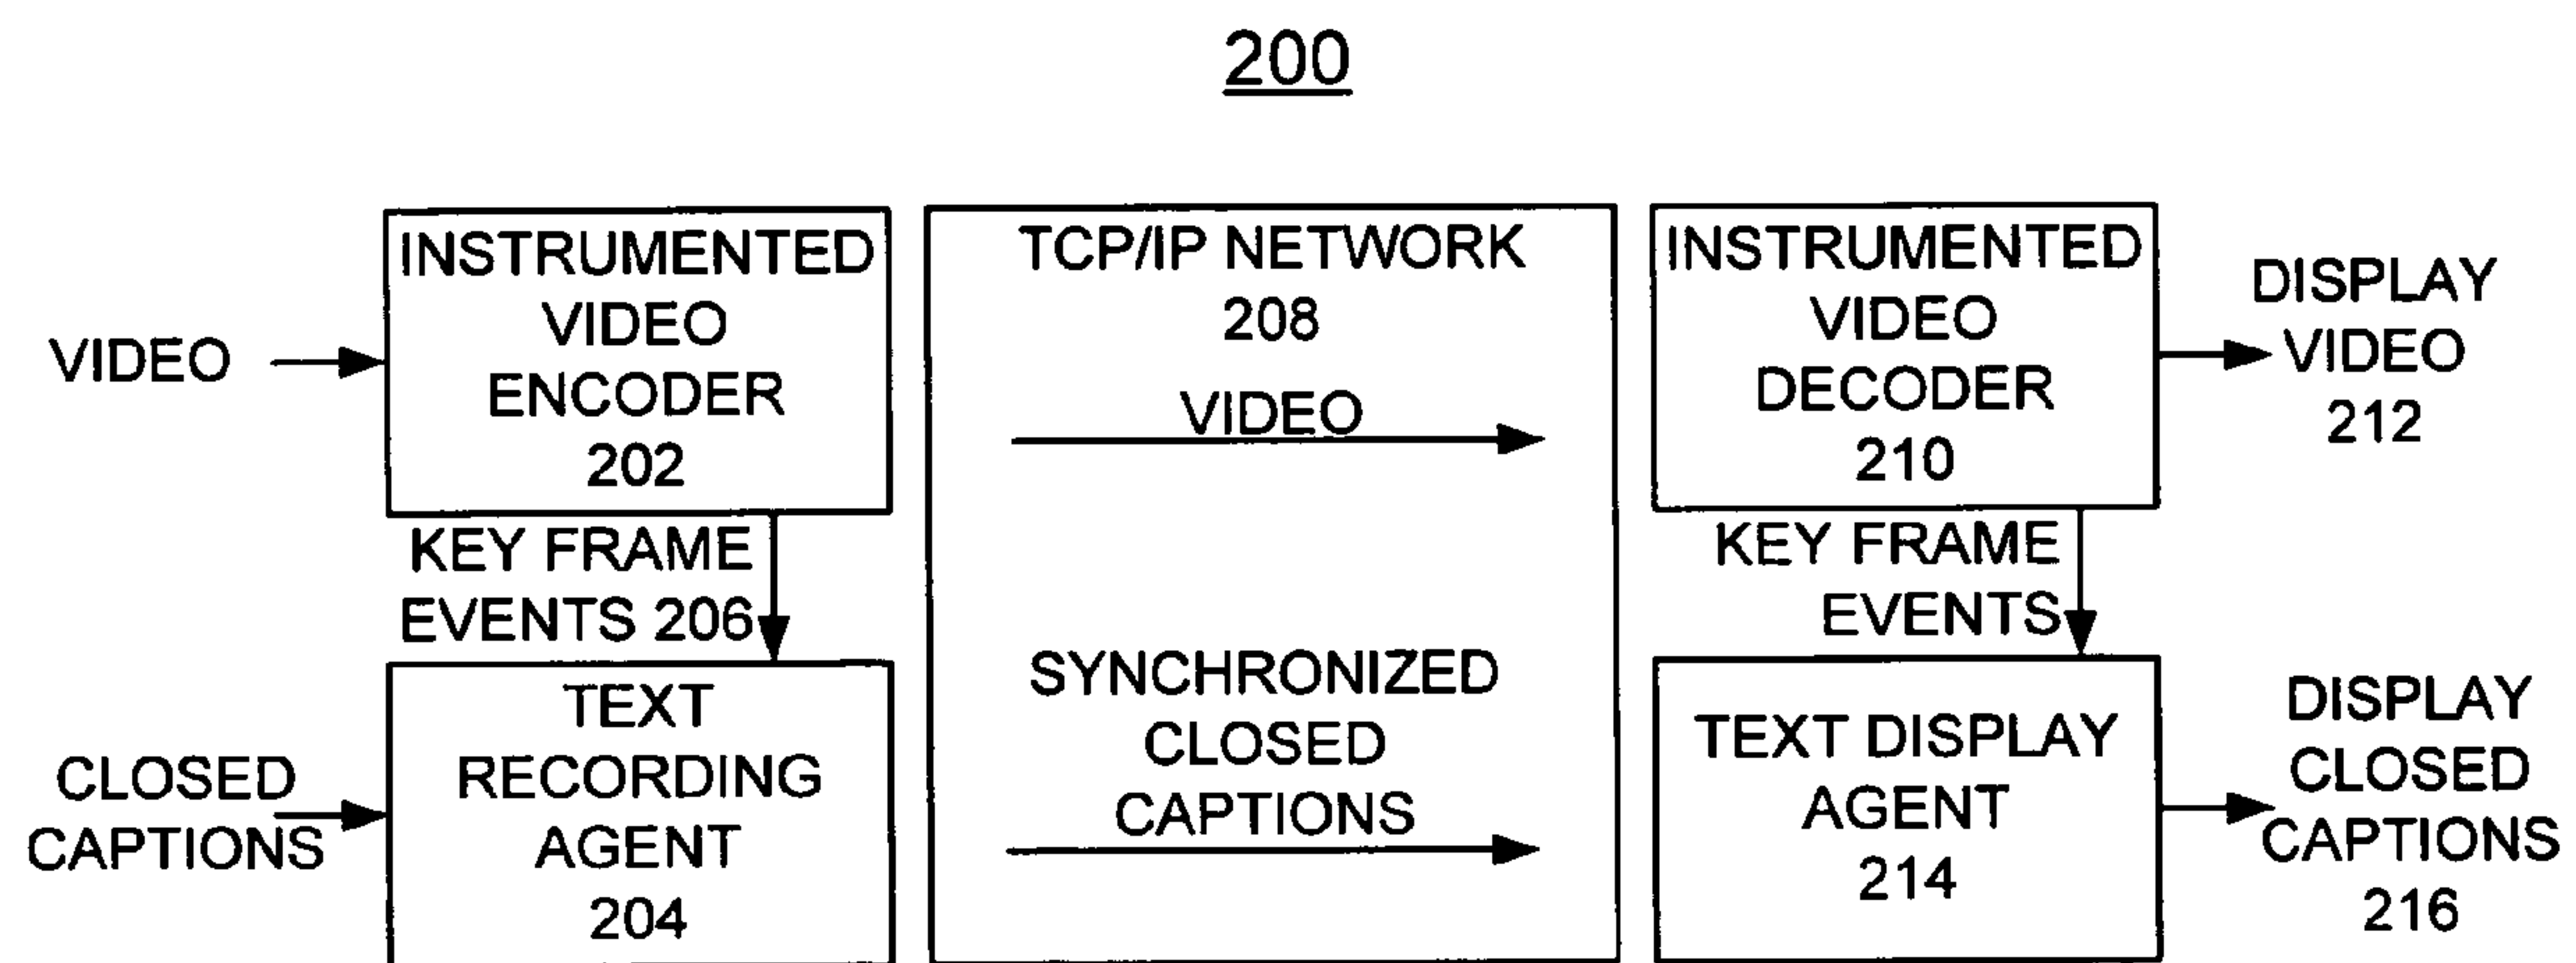 200
VIDEO
INSTRUMENTED
VIDEO
ENCODER
202
KEY FRAME
EVENTS 206
CLOSED
CAPTIONS
TEXT
RECORDING
AGENT
204
TCP/IP NETWORK
208
VIDEO
SYNCHRONIZED
CLOSED
CAPTIONS
INSTRUMENTED
VIDEO
DECODER
210
DISPLAY
VIDEO
212
KEY FRAME
EVENTS
TEXT DISPLAY
AGENT
214
DISPLAY
CLOSED
CAPTIONS
216